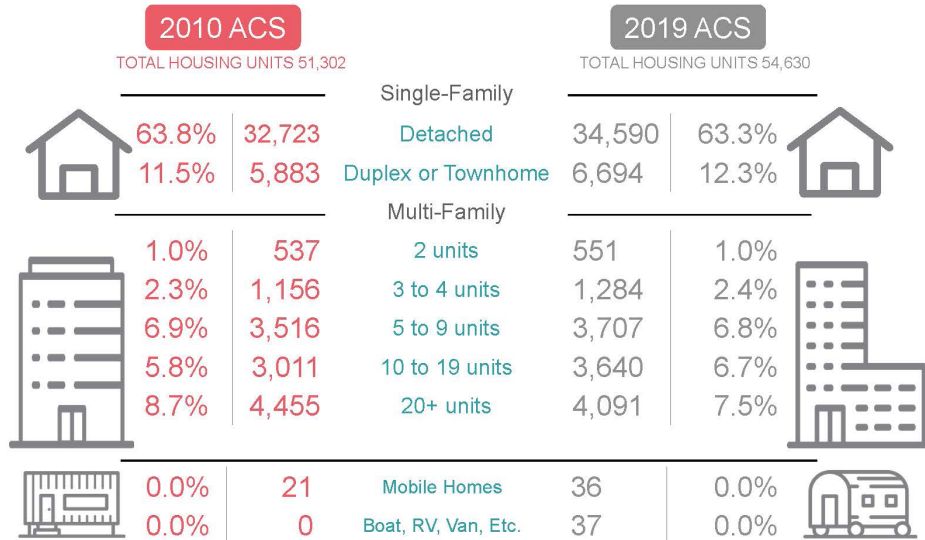 2010 ACS 2019 ACS
TOTAL HOUSING UNITS 51,302 TOTAL HOUSING UNITS 54,630
Single-Family
63.8% 32,723 Detached 34,590 63.3%
11.5% 5,883 Duplex or Townhome 6,694 12.3%
Multi-Family
1.0% 537 2 units 551 1.0%
2.3% 1,156 3 to 4 units 1,284 2.4%
6.9% 3,516 5 to 9 units 3,707 6.8%
5.8% 3,011 10 to 19 units 3,640 6.7%
8.7% 4,455 20+ units 4,091 7.5%
0.0% 21 Mobile Homes 36 0.0%
0.0% 0 Boat, RV, Van, Etc. 37 0.0%